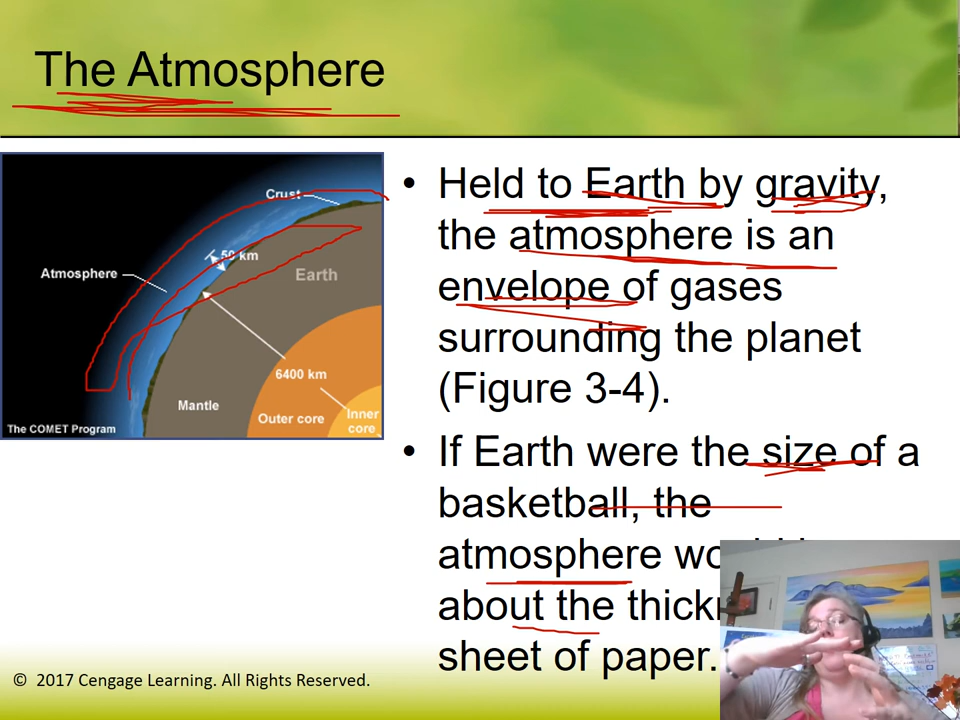 The Atmosphere
Crust
50 km
Atmosphere
Earth
6400 km
Mantle
Outer core
Inner
core
The COMET Program
• Held to Earth by gravity,
the atmosphere is an
envelope of gases
surrounding the planet
(Figure 3-4).
• If Earth were the size of a
basketball, the
atmosphere
about the
sheet of paper.
© 2017 Cengage Learning. All Rights Reserved.